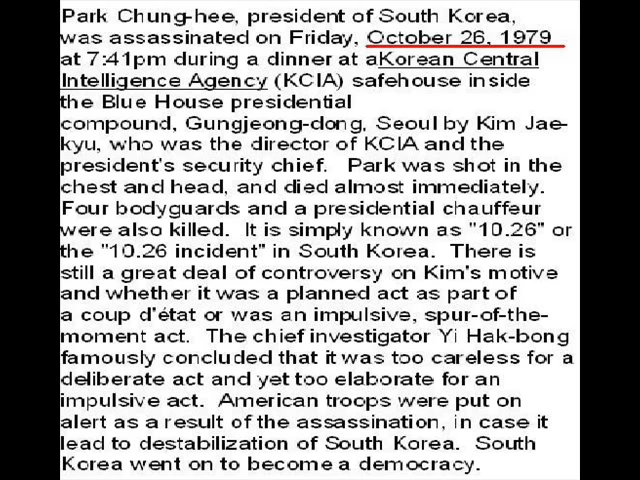 Park Chung-hee, president of South Korea,
was assassinated on Friday, October 26, 1979
at 7:41pm during a dinner at aKorean Central
Intelligence Agency (KCIA) safehouse inside
the Blue House presidential
compound, Gungjeong-dong, Seoul by Kim Jae-
kyu, who was the director of KCIA and the
president's security chief.   Park was shot in the
chest and head, and died almost immediately.
Four bodyguards and a presidential chauffeur
were also killed.  It is simply known as "10.26" or
the "10.26 incident" in South Korea.  There is
still a great deal of controversy on Kim's motive
and whether it was a planned act as part of
a coup d'état or was an impulsive, spur-of-the-
moment act.  The chief investigator Yi Hak-bong
famously concluded that it was too careless for a
deliberate act and yet too elaborate for an
impulsive act.  American troops were put on
alert as a result of the assassination, in case it
lead to destabilization of South Korea.  South
Korea went on to become a democracy.